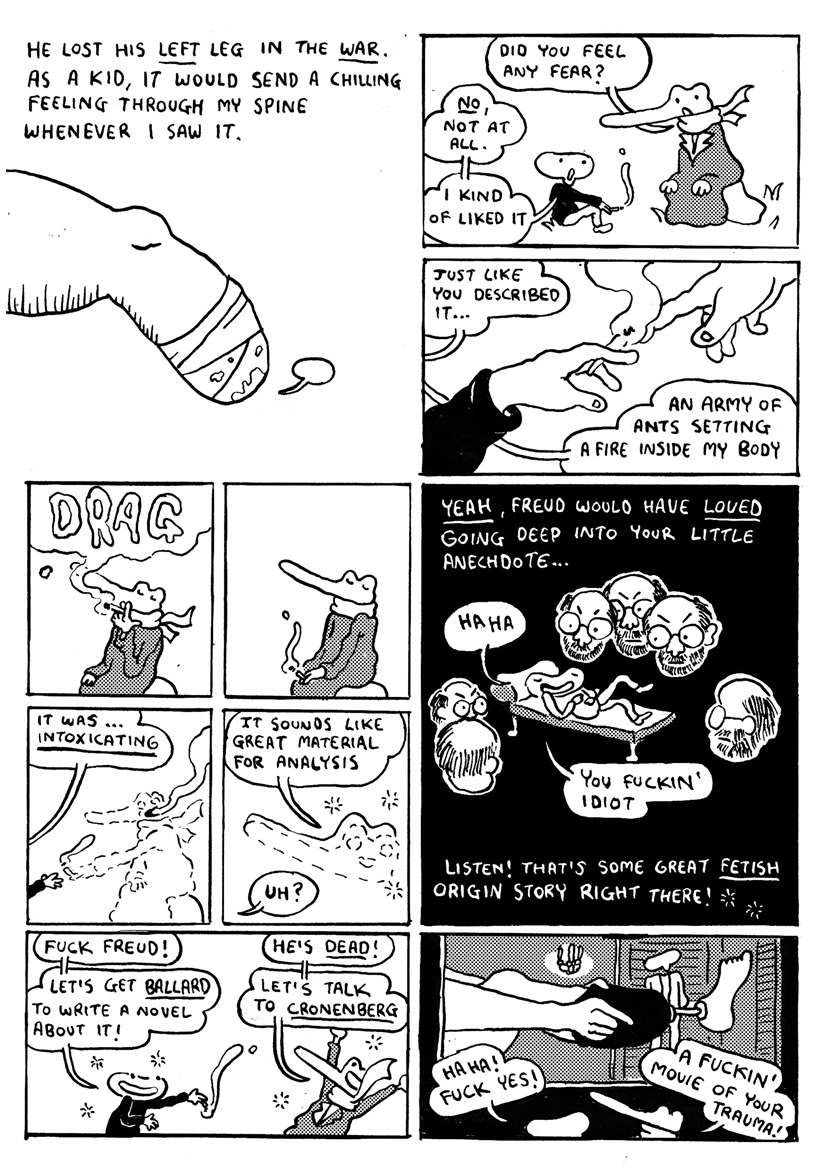 HE LOST HIS LEFT LEG IN THE WAR.
AS A KID, IT WOULD SEND A CHILLING
FEELING THROUGH MY SPINE
WHENEVER I SAW IT.
DID YOU FEEL
ANY FEAR?
NO,
NOT AT
ALL.
I KIND
OF LIKED IT
JUST LIKE
YOU DESCRIBED
IT...
AN ARMY OF
ANTS SETTING
A FIRE INSIDE MY BODY
DRAG
IT WAS...
INTOXICATING
IT SOUNDS LIKE
GREAT MATERIAL
FOR ANALYSIS
UH?
YEAH, FREUD WOULD HAVE LOVED
GOING DEEP INTO YOUR LITTLE
ANECHDOTE...
HA HA
YOU FUCKIN'
IDIOT
LISTEN! THAT'S SOME GREAT FETISH
ORIGIN STORY RIGHT THERE!
FUCK FREUD!
LET'S GET BALLARD
TO WRITE A NOVEL
ABOUT IT!
HE'S DEAD!
LET'S TALK
TO CRONENBERG
HA HA!
FUCK YES!
A FUCKIN'
MOVIE OF YOUR
TRAUMA!